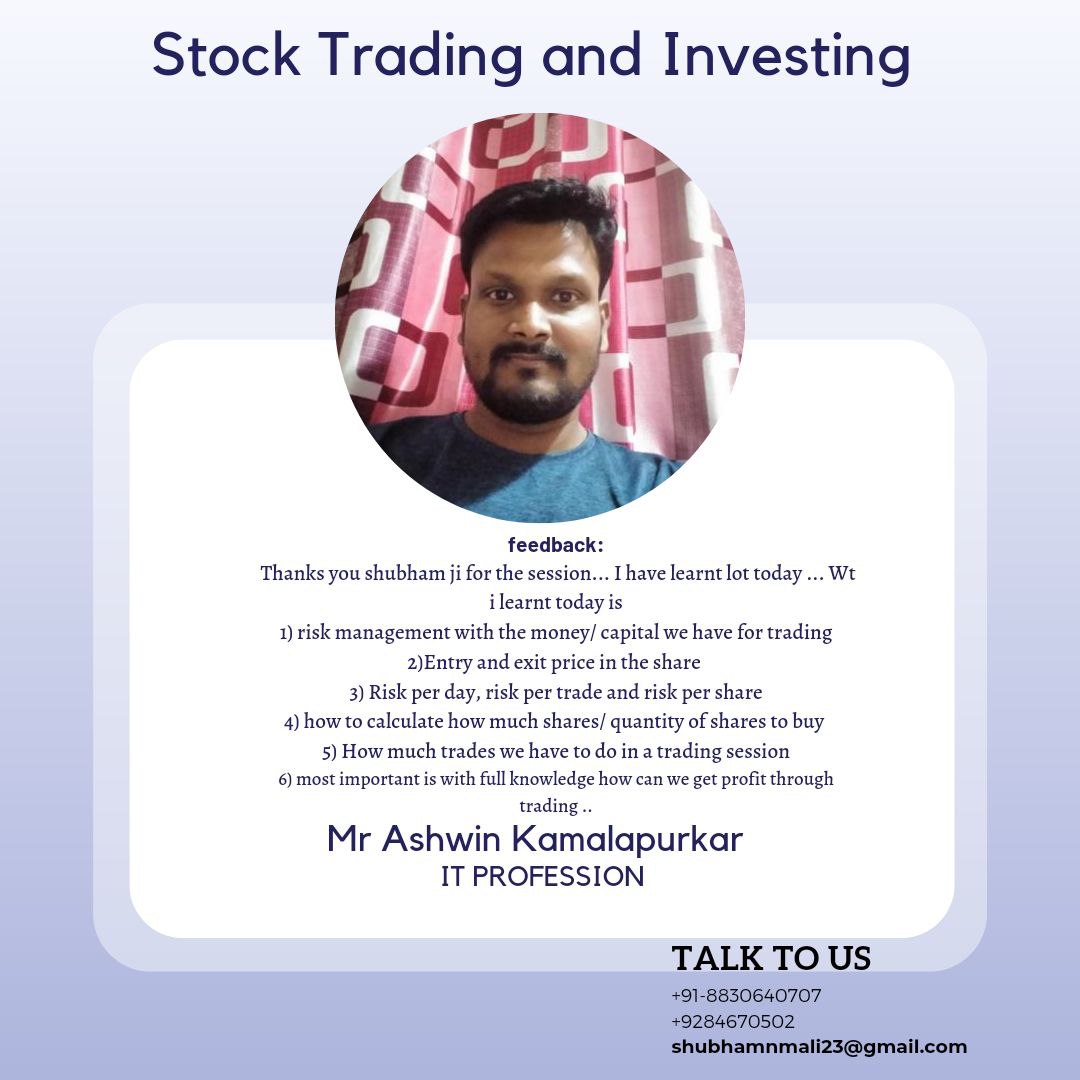 Stock Trading and Investing
feedback:
Thanks you shubham ji for the session... I have learnt lot today ... Wt
i learnt today is
1) risk management with the money/ capital we have for trading
2)Entry and exit price in the share
3) Risk per day, risk per trade and risk per share
4) how to calculate how much shares/ quantity of shares to buy
5) How much trades we have to do in a trading session
6) most important is with full knowledge how can we get profit through
trading ..
Mr Ashwin Kamalapurkar
IT PROFESSION
TALK TO US
+91-8830640707
+9284670502
shubhamnmali23@gmail.com